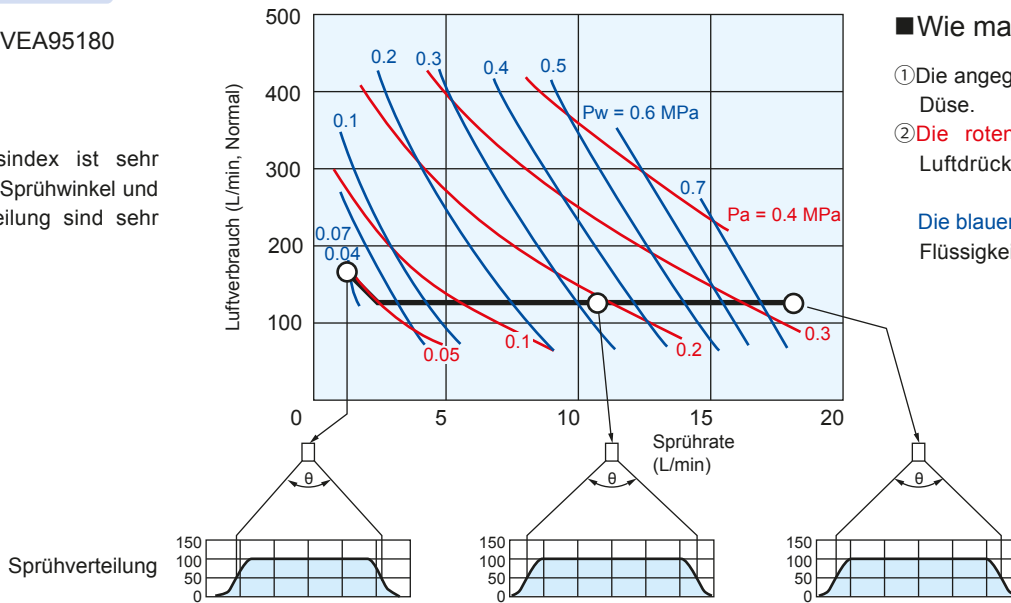 VEA95180
sindex ist sehr
Sprühwinkel und
eilung sind sehr
Luftverbrauch (L/min, Normal)
500
400
300
200
100
0
5
10
15
20
Sprührate
(L/min)
0.2
0.3
0.4
0.5
0.1
Pw = 0.6 MPa
0.7
Pa = 0.4 MPa
0.07
0.04
0.05
0.1
0.2
0.3
■Wie ma
①Die angeg
Düse.
②Die roten
Luftdrück
Die blauer
Flüssigkei
θ
θ
θ
Sprühverteilung
150
100
50
0
150
100
50
0
150
100
50
0